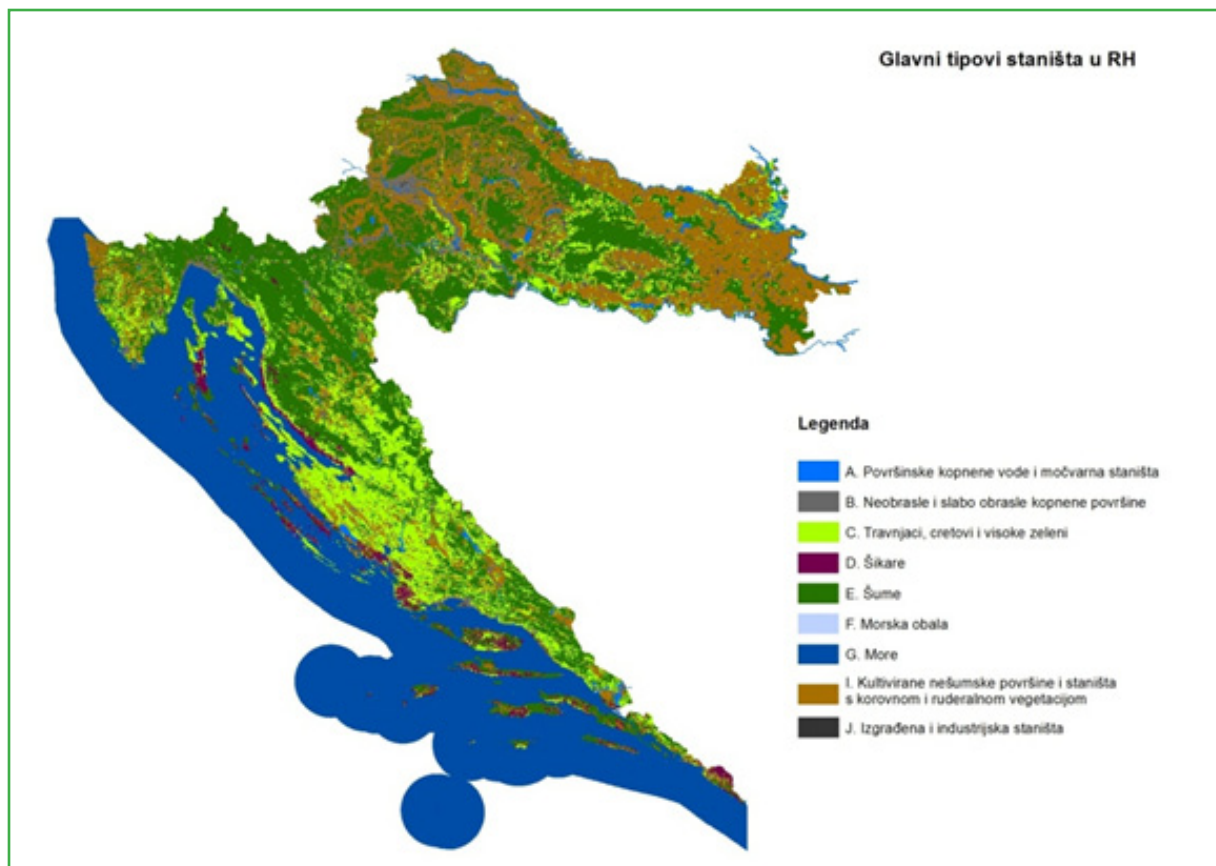 Glavni tipovi staništa u RH
Legenda
A. Površinske kopnene vode i močvarna staništa
B. Neobrasle i slabo obrasle kopnene površine
C. Travnjaci, cretovi i visoke zeleni
D. Šikare
E. Šume
F. Morska obala
G. More
I. Kultivirane nešumske površine i staništa
s korovnom i ruderalnom vegetacijom
J. Izgrađena i industrijska staništa